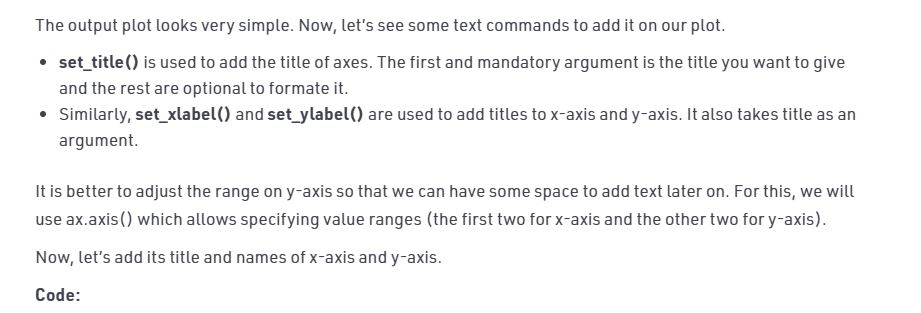 The output plot looks very simple. Now, let's see some text commands to add it on our plot.
• set_title() is used to add the title of axes. The first and mandatory argument is the title you want to give
and the rest are optional to formate it.
• Similarly, set_xlabel() and set_ylabel() are used to add titles to x-axis and y-axis. It also takes title as an
argument.
It is better to adjust the range on y-axis so that we can have some space to add text later on. For this, we will
use ax.axis() which allows specifying value ranges (the first two for x-axis and the other two for y-axis).
Now, let's add its title and names of x-axis and y-axis.
Code: